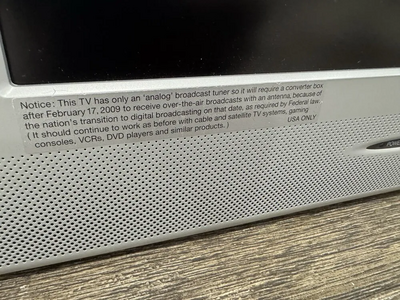 Notice: This TV has only an 'analog' broadcast tuner so it will require a converter box
after February 17, 2009 to receive over-the-air broadcasts with an antenna, because of
the nation's transition to digital broadcasting on that date, as required by Federal law.
( It should continue to work as before with cable and satellite TV systems, gaming
consoles, VCRs, DVD players and similar products. ) USA ONLY